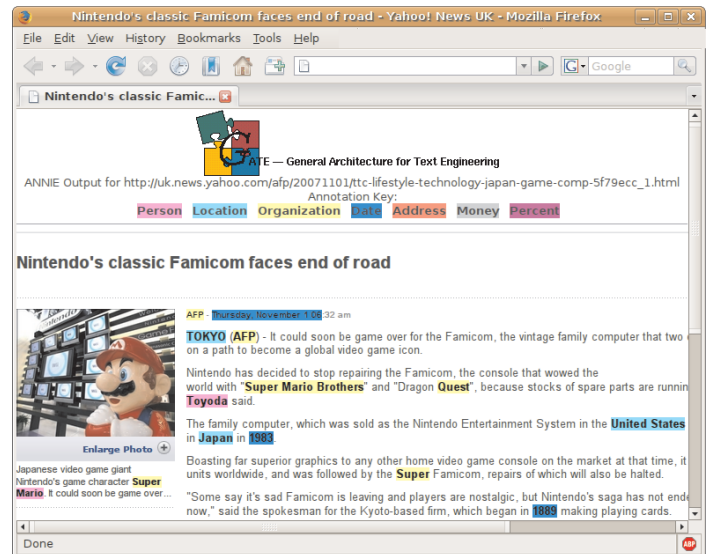 Nintendo's classic Famicom faces end of road - Yahoo! News UK - Mozilla Firefox
File Edit View History Bookmarks Tools Help
G Google
Nintendo's classic Famic...
GATE — General Architecture for Text Engineering
ANNIE Output for http://uk.news.yahoo.com/afp/20071101/ttc-lifestyle-technology-japan-game-comp-5f79ecc_1.html
Annotation Key:
Person Location Organization Date Address Money Percent
Nintendo's classic Famicom faces end of road
AFP - Thursday, November 1 06:32 am
TOKYO (AFP) - It could soon be game over for the Famicom, the vintage family computer that two
on a path to become a global video game icon.
Nintendo has decided to stop repairing the Famicom, the console that wowed the
world with "Super Mario Brothers" and "Dragon Quest", because stocks of spare parts are runnin
Toyoda said.
The family computer, which was sold as the Nintendo Entertainment System in the United States
in Japan in 1983.
Boasting far superior graphics to any other home video game console on the market at that time, it
units worldwide, and was followed by the Super Famicom, repairs of which will also be halted.
"Some say it's sad Famicom is leaving and players are nostalgic, but Nintendo's saga has not ende
now," said the spokesman for the Kyoto-based firm, which began in 1889 making playing cards.
Enlarge Photo
Japanese video game giant
Nintendo's game character Super
Mario. It could soon be game over...
Done
ABP